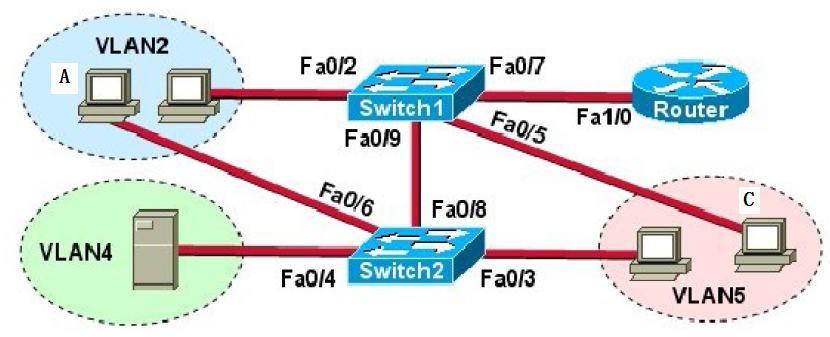 VLAN2
A
Fa0/2
Fa0/7
Switch1
Router
Fa1/0
Fa0/9
Fa0/5
Fa0/6
Fa0/8
C
VLAN4
Fa0/4
Switch2
Fa0/3
VLAN5